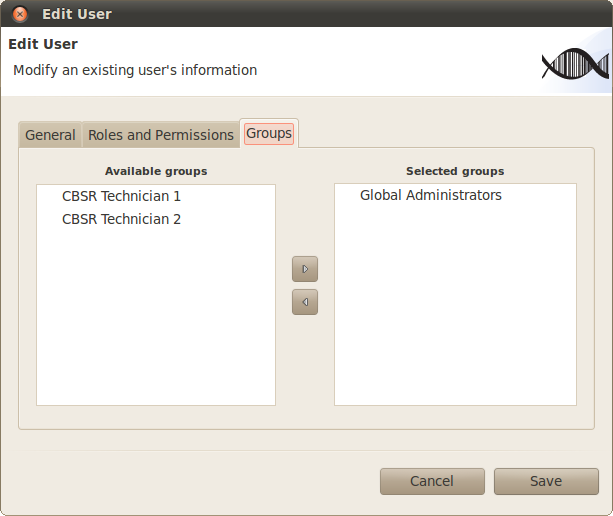 Edit User
Edit User
Modify an existing user's information
General Roles and Permissions Groups
Available groups Selected groups
CBSR Technician 1 Global Administrators
CBSR Technician 2
Cancel Save